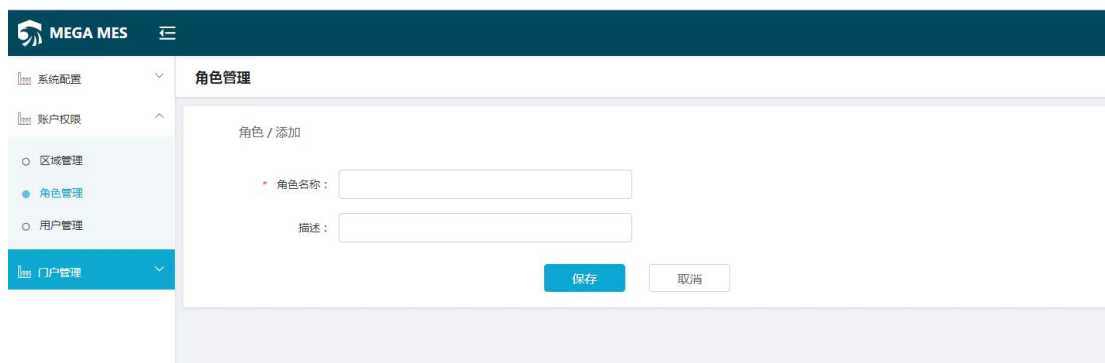 MEGA MES
系统配置
账户权限
区域管理
角色管理
用户管理
门户管理
角色管理
角色 / 添加
* 角色名称：
描述：
保存 取消